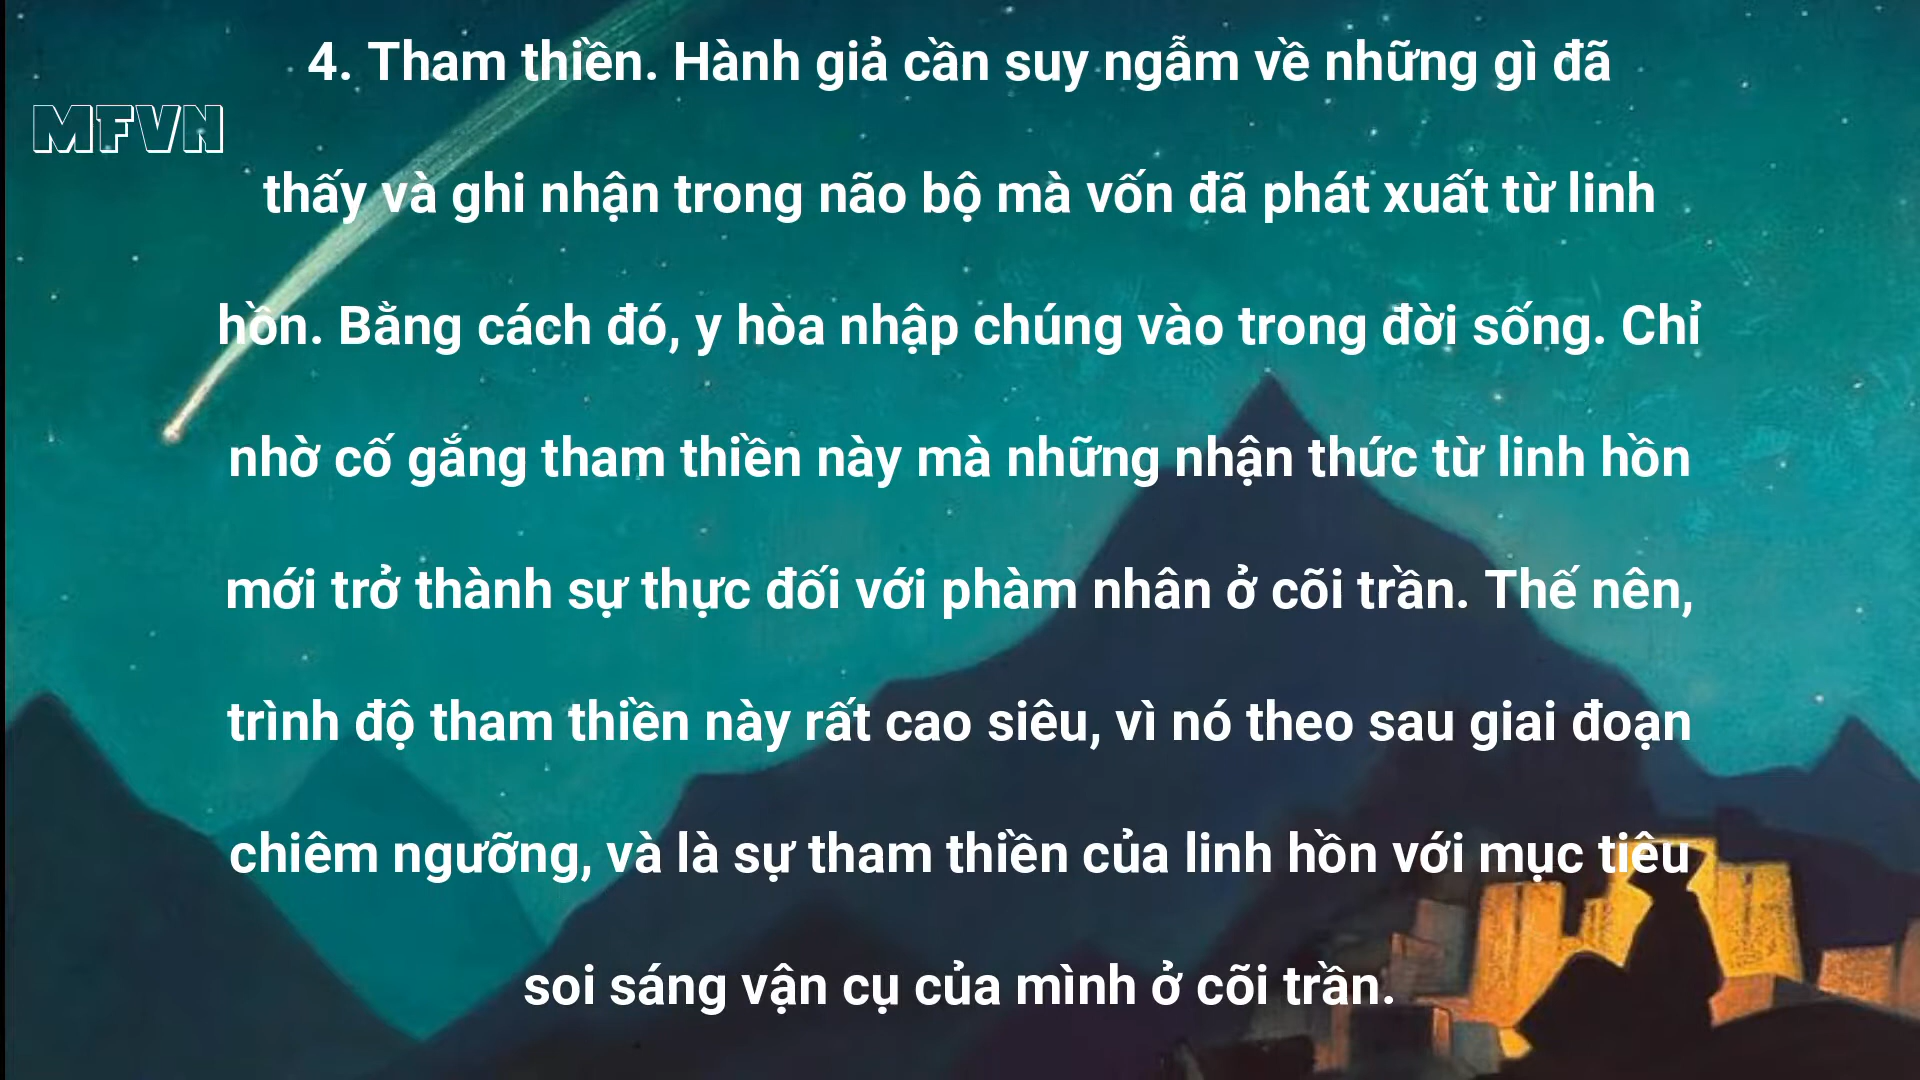 4. Tham thiền. Hành giả cần suy ngẫm về những gì đã
MFVN
thấy và ghi nhận trong não bộ mà vốn đã phát xuất từ linh
hồn. Bằng cách đó, y hòa nhập chúng vào trong đời sống. Chỉ
nhờ cố gắng tham thiền này mà những nhận thức từ linh hồn
mới trở thành sự thực đối với phàm nhân ở cõi trần. Thế nên,
trình độ tham thiền này rất cao siêu, vì nó theo sau giai đoạn
chiêm ngưỡng, và là sự tham thiền của linh hồn với mục tiêu
soi sáng vận cụ của mình ở cõi trần.